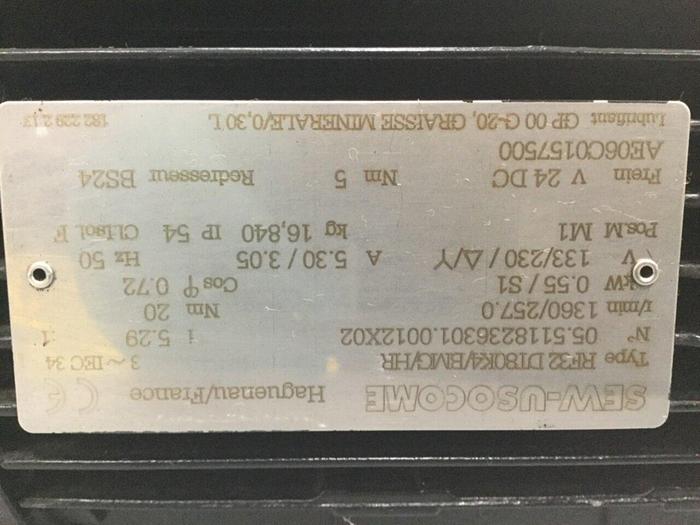 SEW-USOCOME Haguenau/France CE
Type RF32 DT80K4/BMG/HR 3~IEC 34
N° 05.5118236301.0012X02 i 5.29 :1
r/min 1360/257.0 Nm 20
kW 0.55 / S1 Cos φ 0.72
V 133/230 / Δ/Y A 5.30 / 3.05 Hz 50
Pos.M M1 kg 16,840 IP 54 Cl.Isol. F
Frein V 24 DC Nm 5 Redresseur BS24
AE06C0157500
Lubrifiant GP 00 G-20, GRAISSE MINERALE/0,30 L 182 229 2.13